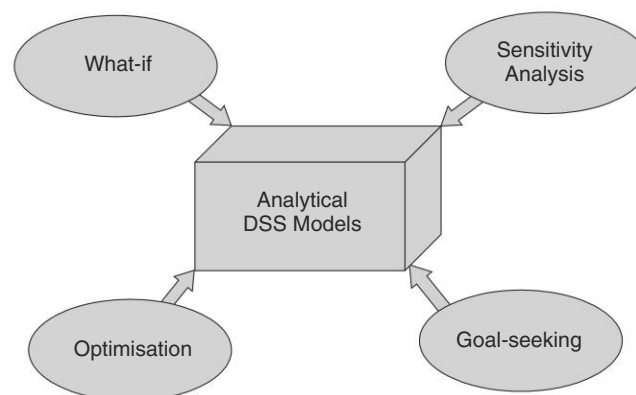 What-if
Sensitivity
Analysis
Analytical
DSS Models
Optimisation
Goal-seeking